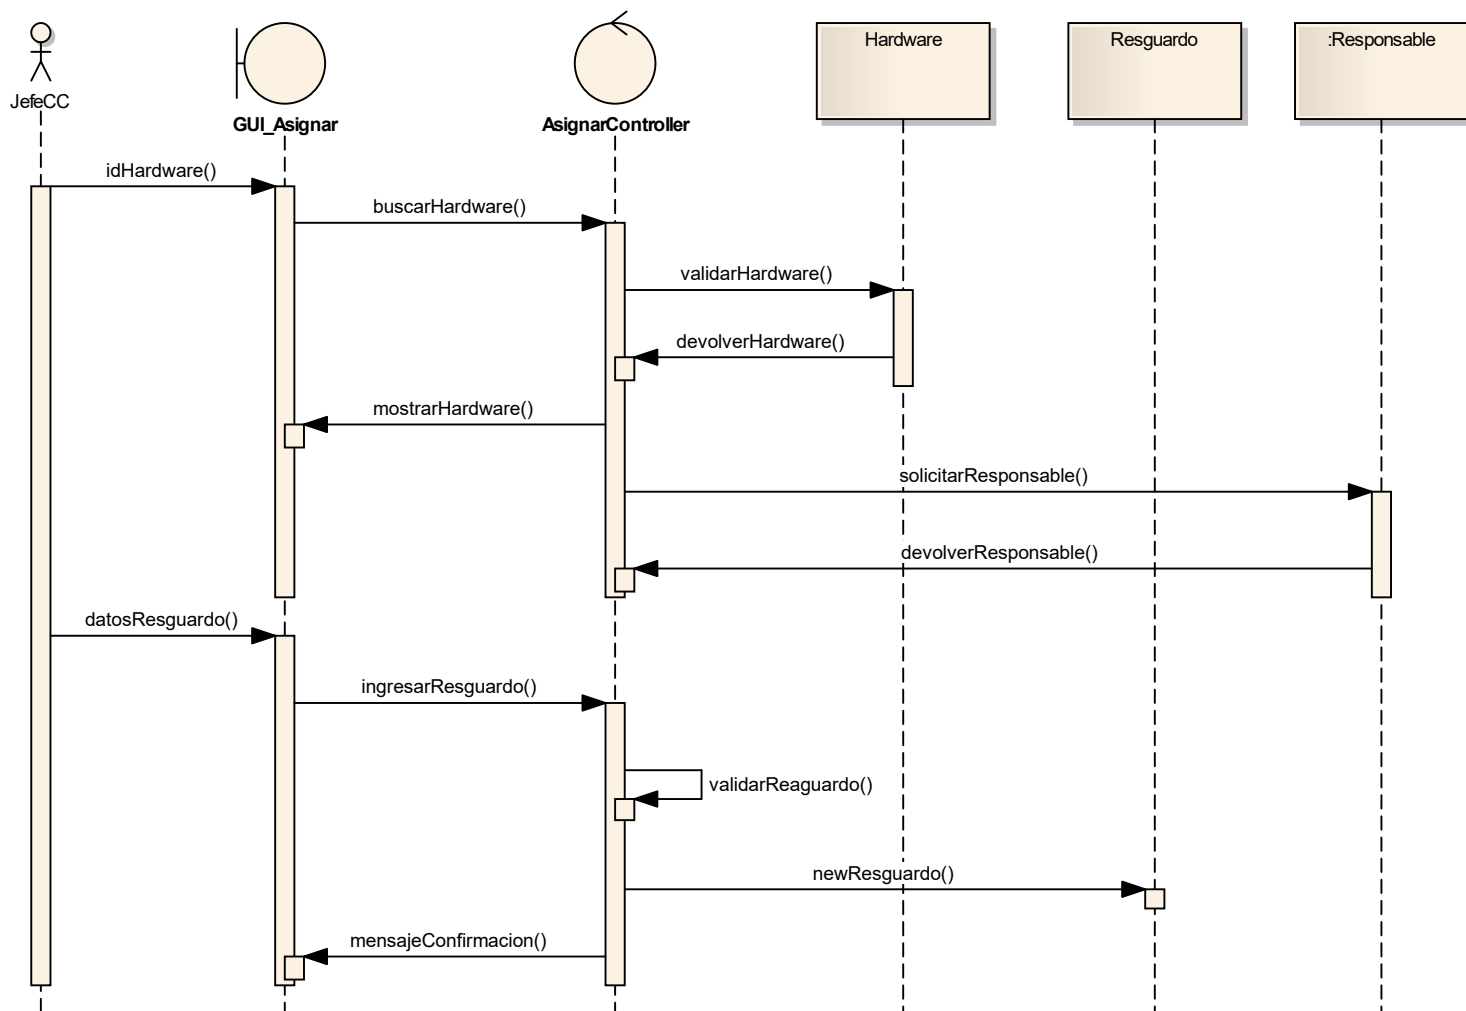 Hardware
Resguardo
:Responsable
JefeCC
GUI_Asignar
AsignarController
idHardware()
buscarHardware()
validarHardware()
devolverHardware()
mostrarHardware()
solicitarResponsable()
devolverResponsable()
datosResguardo()
ingresarResguardo()
validarReaguardo()
newResguardo()
mensajeConfirmacion()